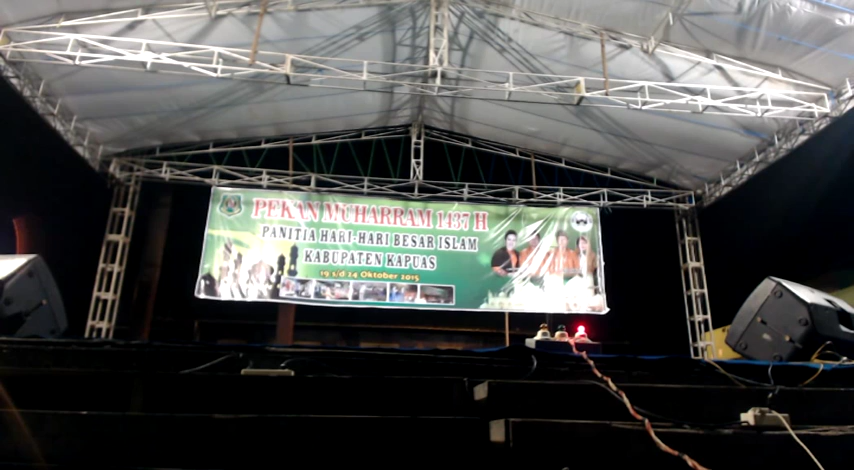 PEKAN MUHARRAM 1437 H
PANITIA HARI-HARI BESAR ISLAM
KABUPATEN KAPUAS
19 s/d 24 Oktober 2015